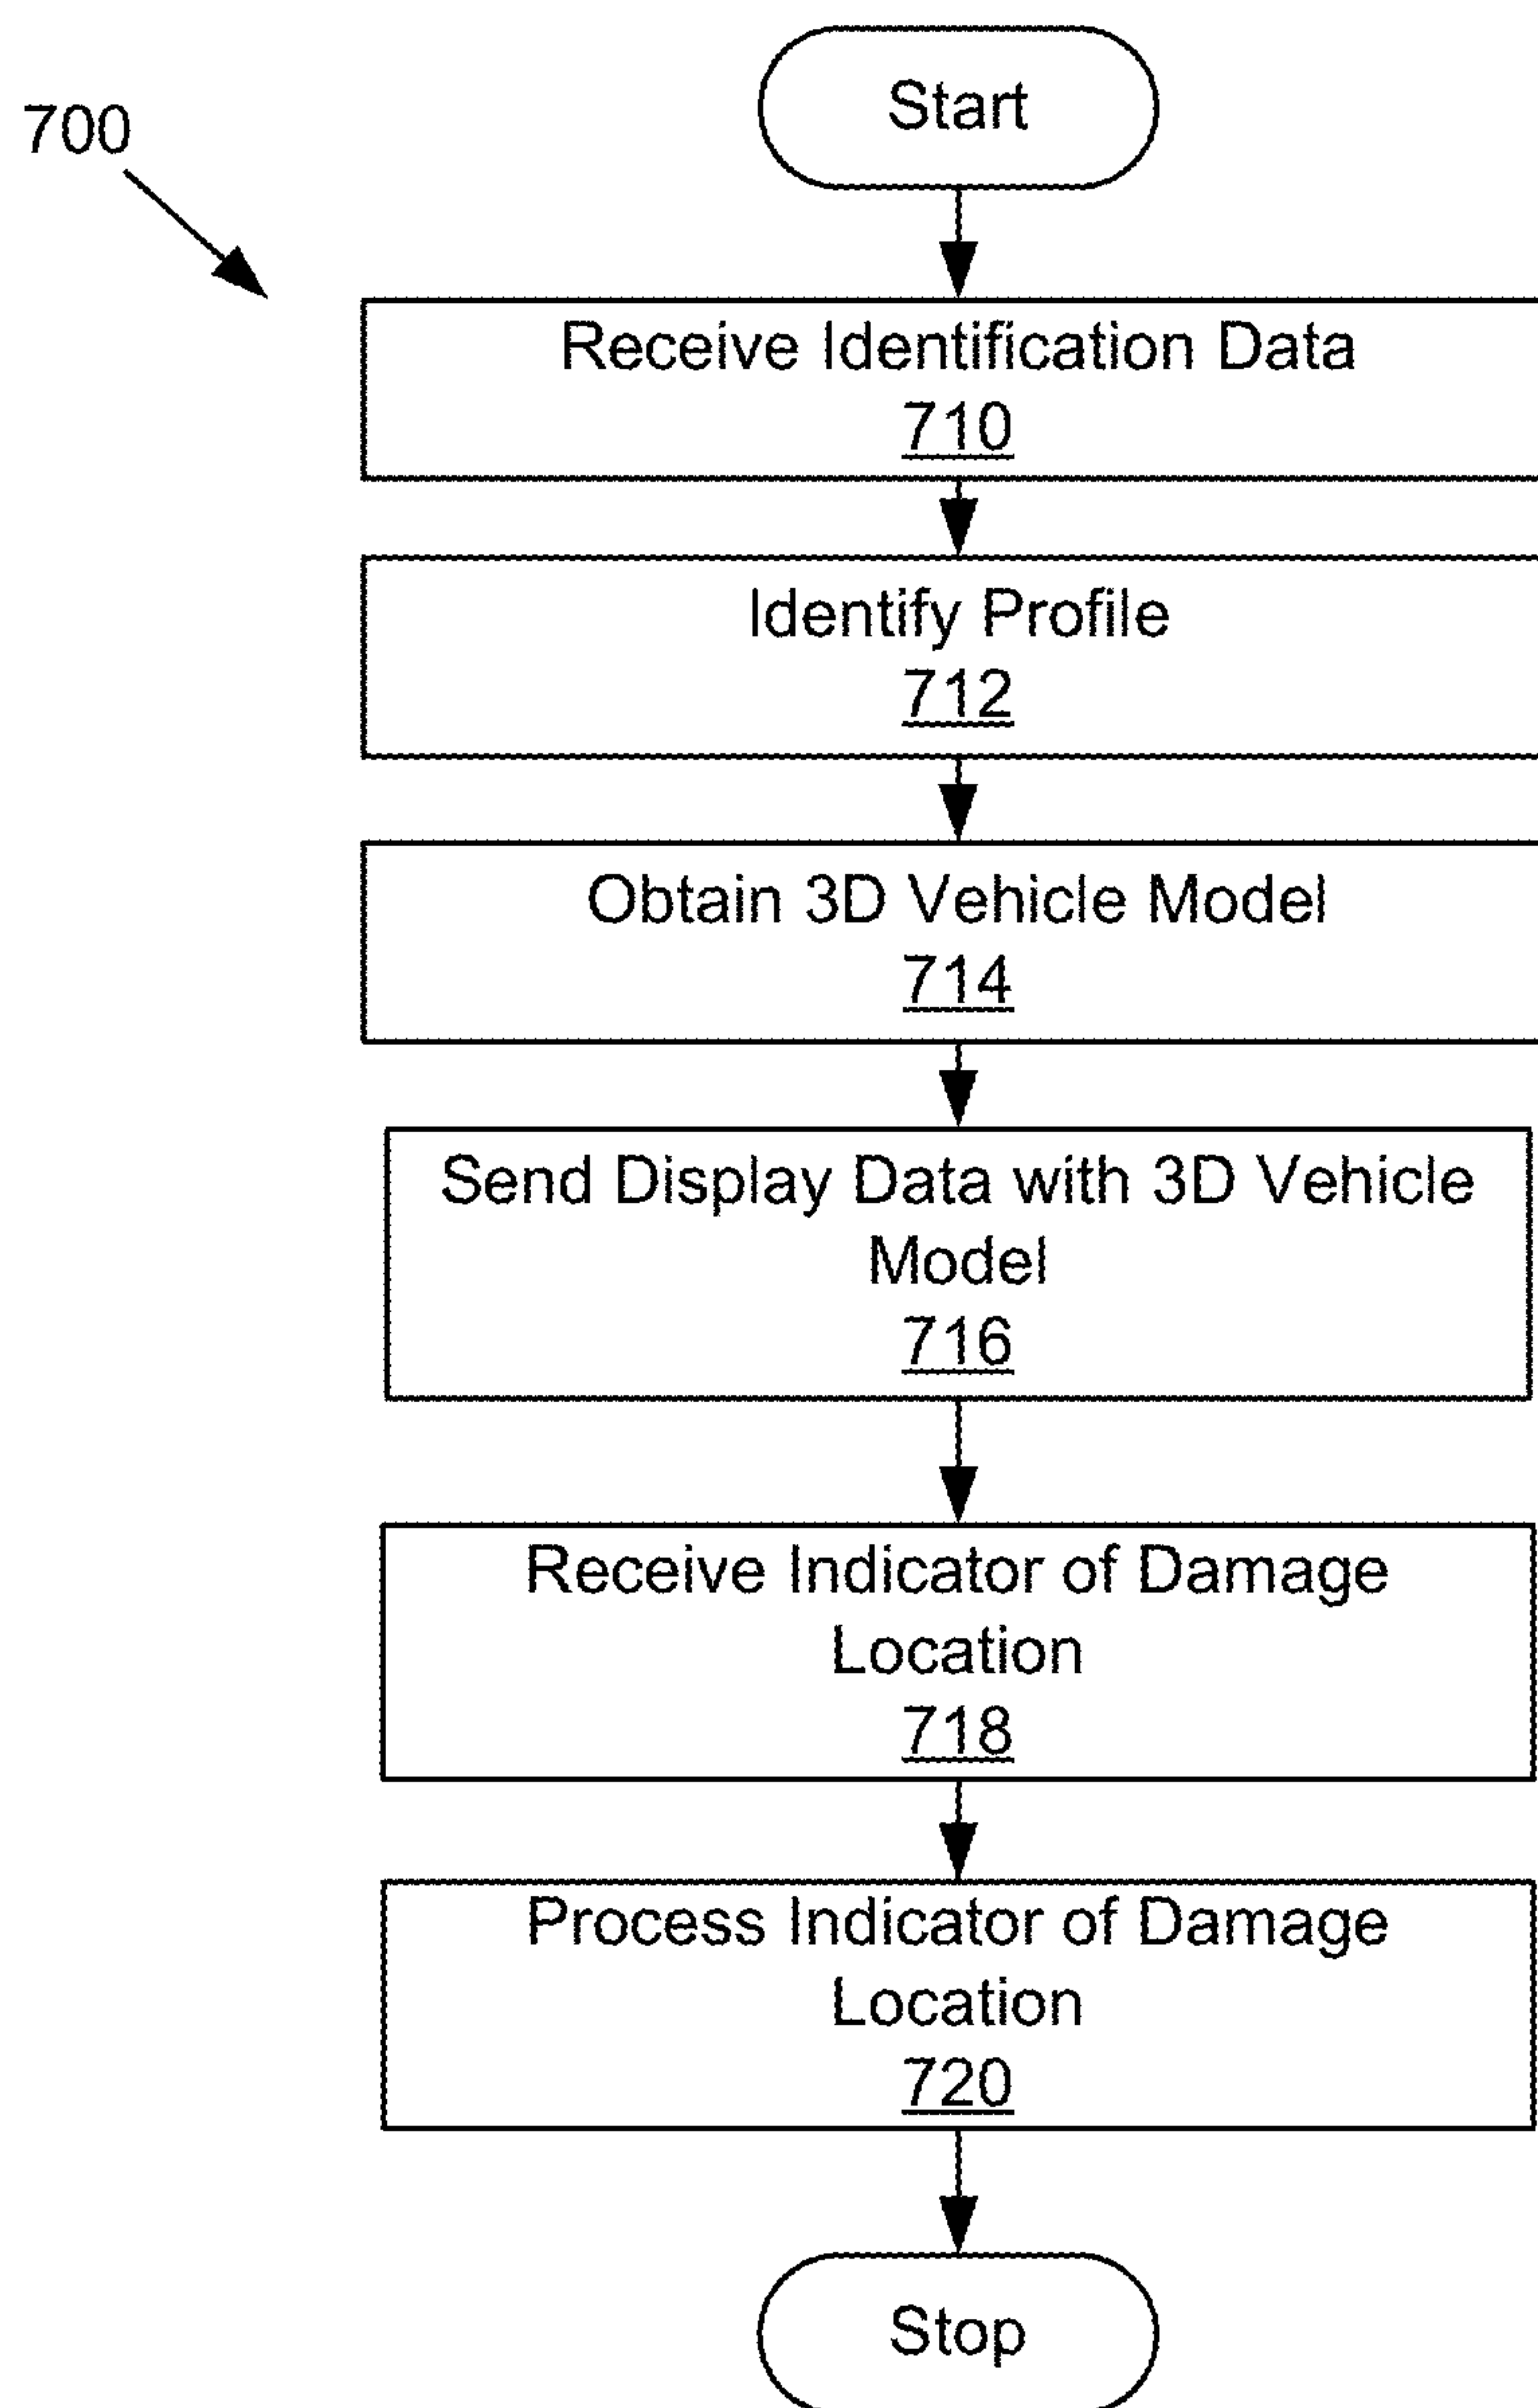 Start
700
Receive Identification Data
710
Identify Profile
712
Obtain 3D Vehicle Model
714
Send Display Data with 3D Vehicle
Model
716
Receive Indicator of Damage
Location
718
Process Indicator of Damage
Location
720
Stop